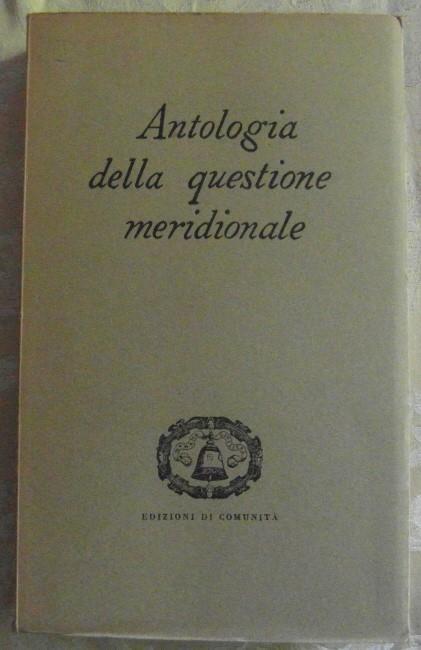 Antologia
della questione
meridionale
EDIZIONI DI COMUNITÀ